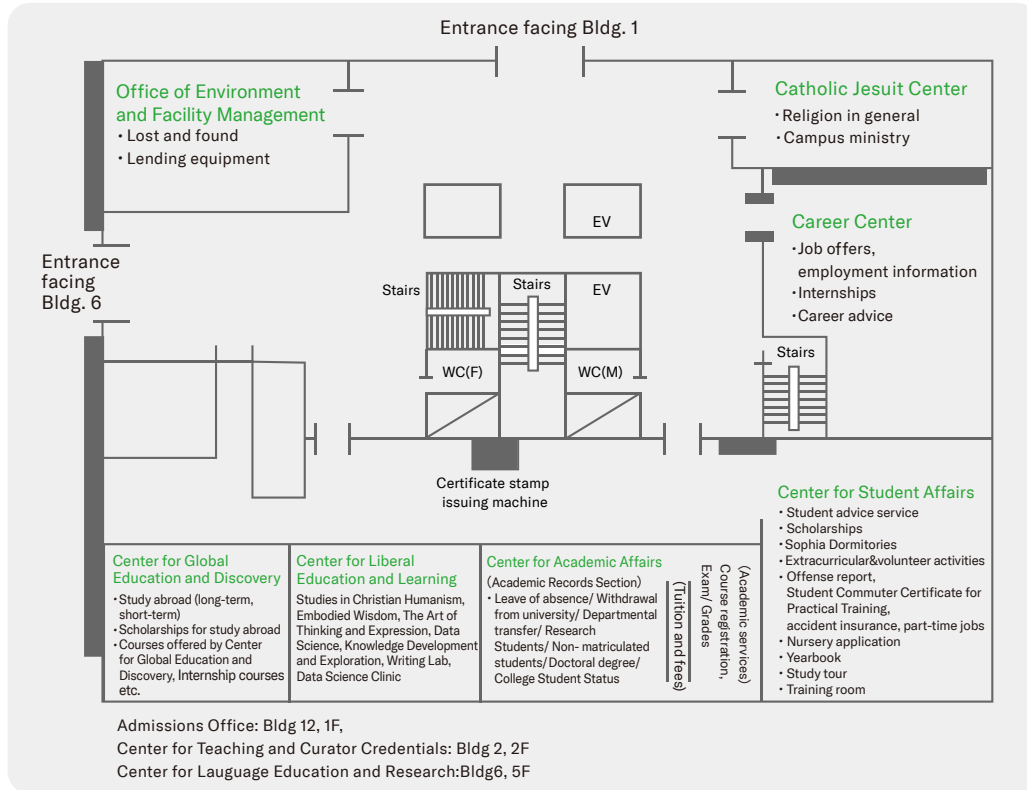 Entrance facing Bldg. 1
Office of Environment
and Facility Management
・Lost and found
・Lending equipment
Catholic Jesuit Center
・Religion in general
・Campus ministry
EV
Career Center
・Job offers,
employment information
・Internships
・Career advice
Entrance
facing
Bldg. 6
Stairs
Stairs
EV
WC(F)
WC(M)
Stairs
Certificate stamp
issuing machine
Center for Global
Education and Discovery
・Study abroad (long-term,
short-term)
・Scholarships for study abroad
・Courses offered by Center
for Global Education and
Discovery, Internship courses
etc.
Center for Liberal
Education and Learning
Studies in Christian Humanism,
Embodied Wisdom, The Art of
Thinking and Expression, Data
Science, Knowledge Development
and Exploration, Writing Lab,
Data Science Clinic
Center for Academic Affairs
(Academic Records Section)
・Leave of absence/ Withdrawal
from university/ Departmental
transfer/ Research
Students/ Non- matriculated
students/ Doctoral degree/
College Student Status
(Tuition and fees)
(Academic services)
Course registration,
Exam/ Grades
Center for Student Affairs
・Student advice service
・Scholarships
・Sophia Dormitories
・Extracurricular&volunteer activities
・Offense report,
Student Commuter Certificate for
Practical Training,
accident insurance, part-time jobs
・Nursery application
・Yearbook
・Study tour
・Training room
Admissions Office: Bldg 12, 1F,
Center for Teaching and Curator Credentials: Bldg 2, 2F
Center for Lauguage Education and Research:Bldg6, 5F